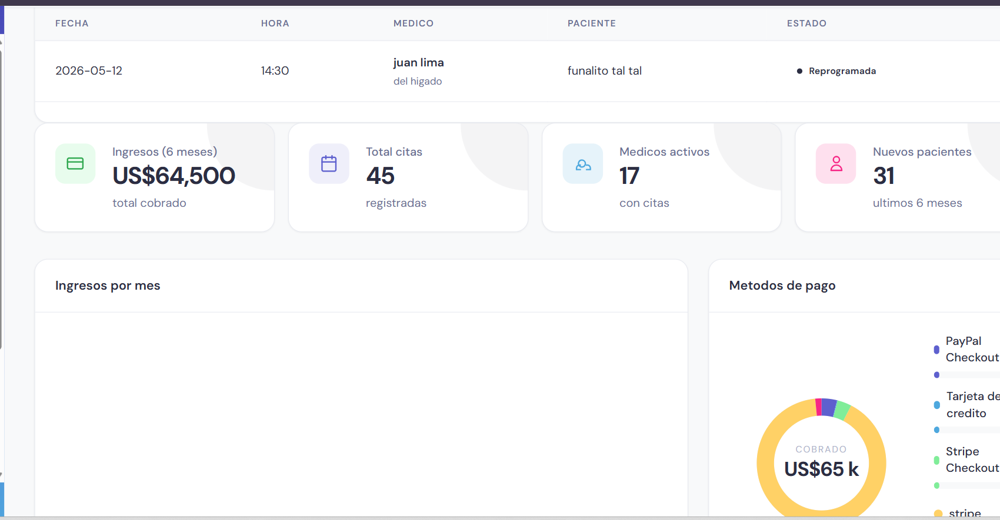 FECHA HORA MEDICO PACIENTE ESTADO
2026-05-12 14:30 juan lima funalito tal tal Reprogramada
del higado
Ingresos (6 meses)
US$64,500
total cobrado
Total citas
45
registradas
Medicos activos
17
con citas
Nuevos pacientes
31
ultimos 6 meses
Ingresos por mes
Metodos de pago
COBRADO
US$65 k
PayPal
Checkout
Tarjeta de
credito
Stripe
Checkout
stripe